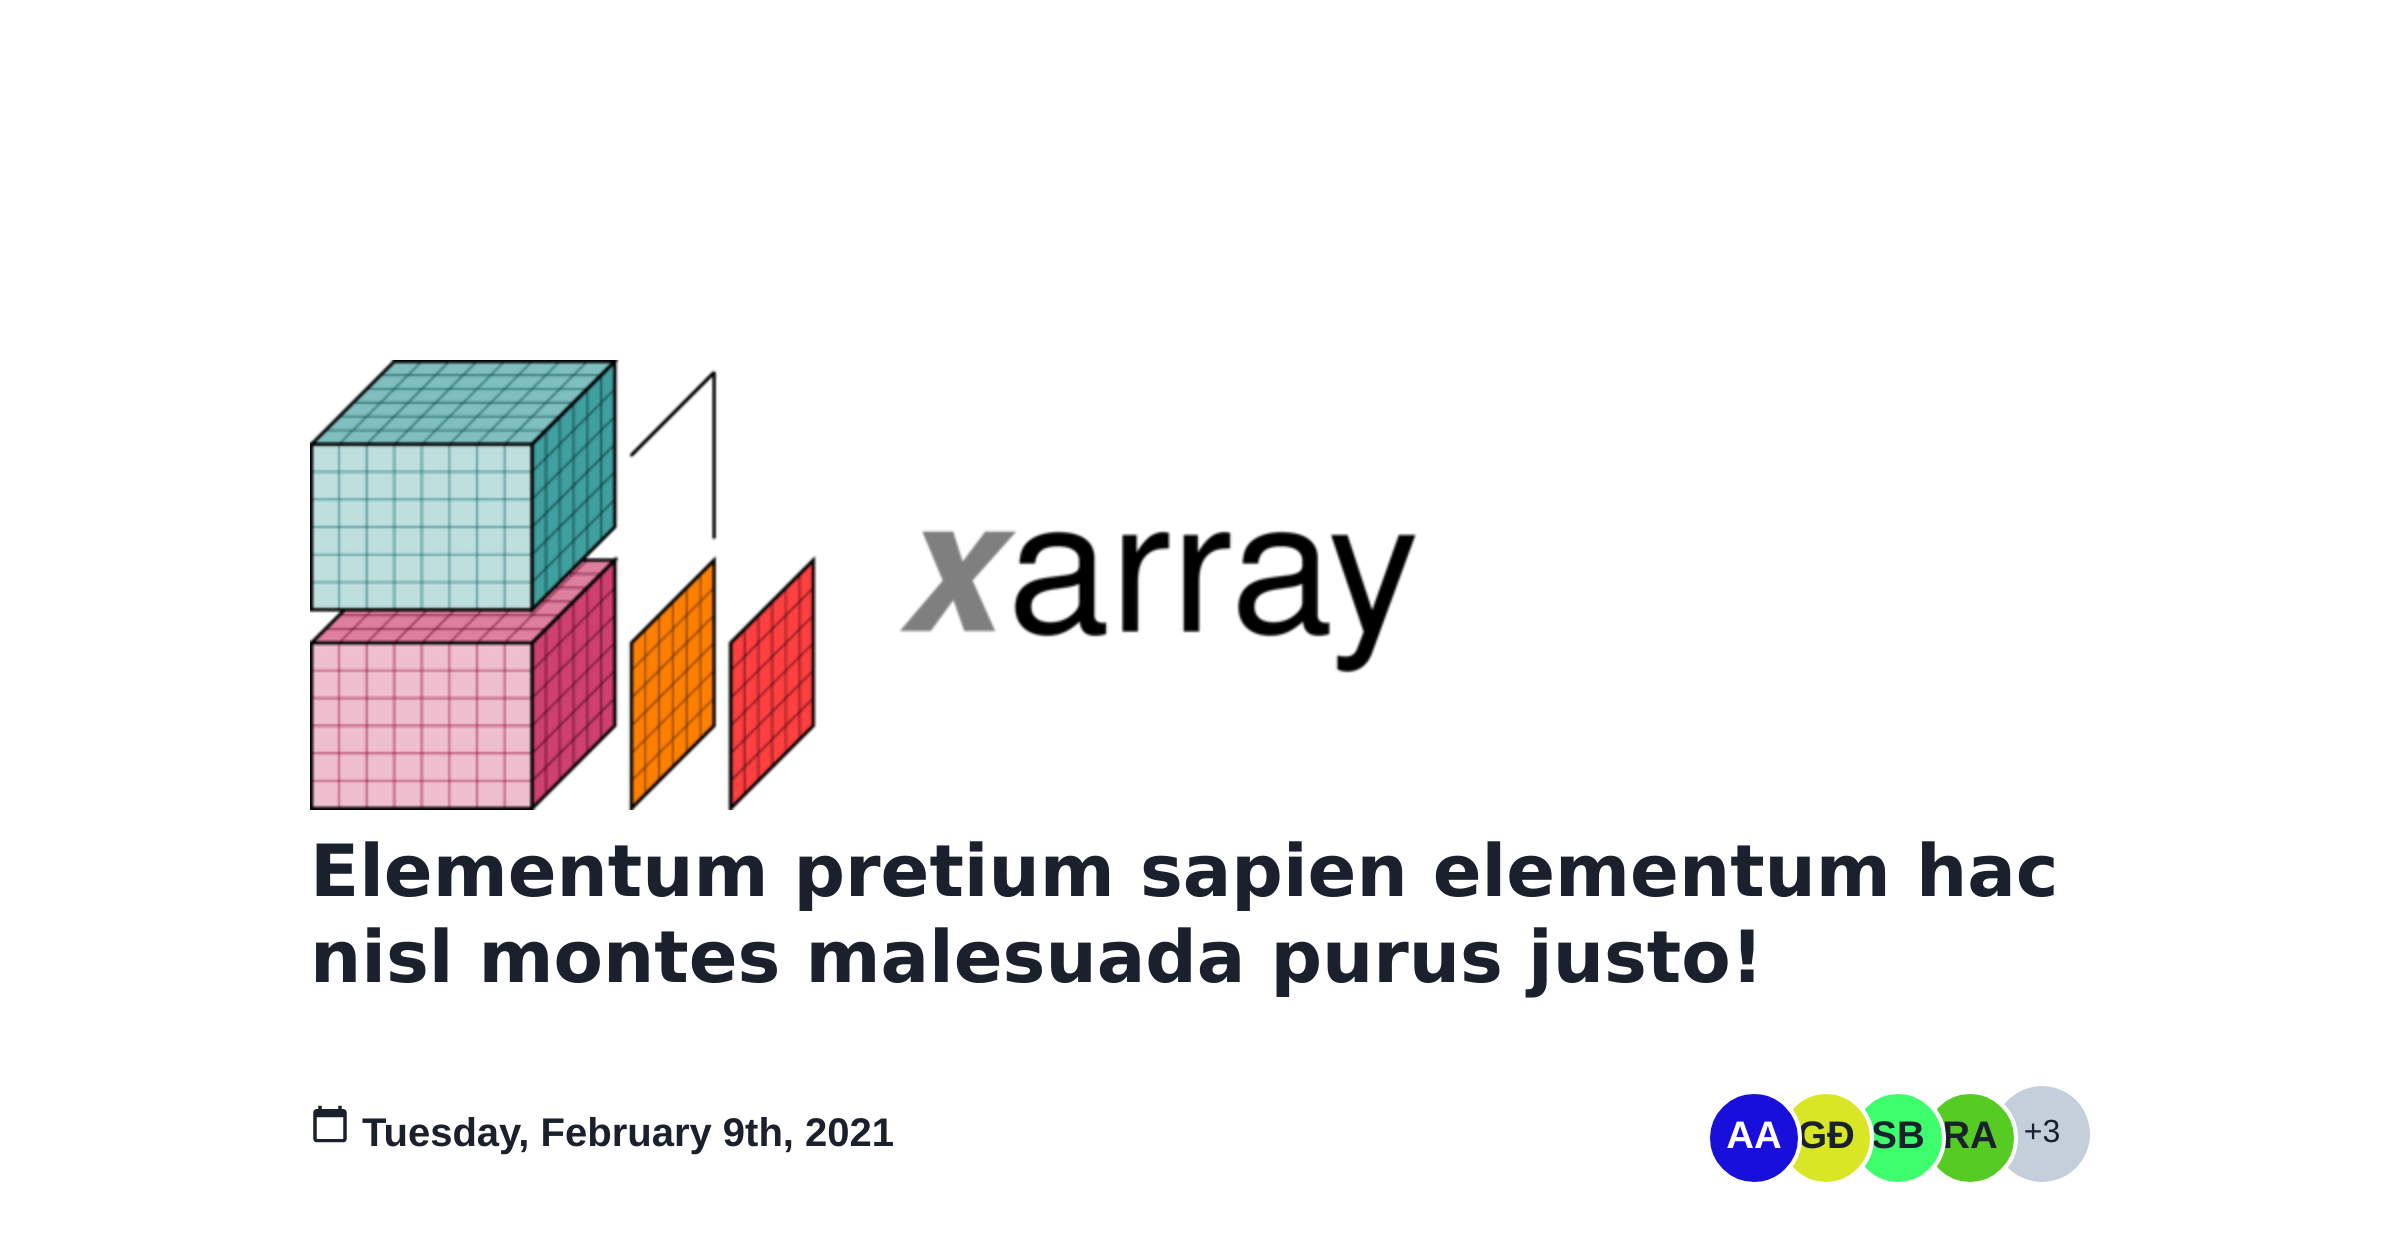 xarray
Elementum pretium sapien elementum hac
nisl montes malesuada purus justo!
Tuesday, February 9th, 2021
AA GĐ SB RA +3